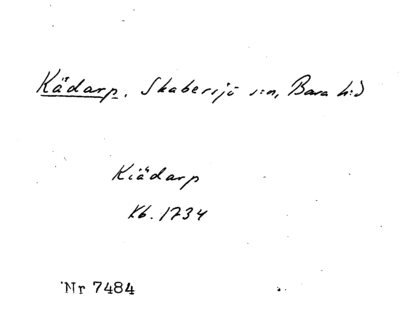 Kädarp. Skabersjö s:n, Bara h:d
Kiädarp
Kb. 1734
Nr 7484